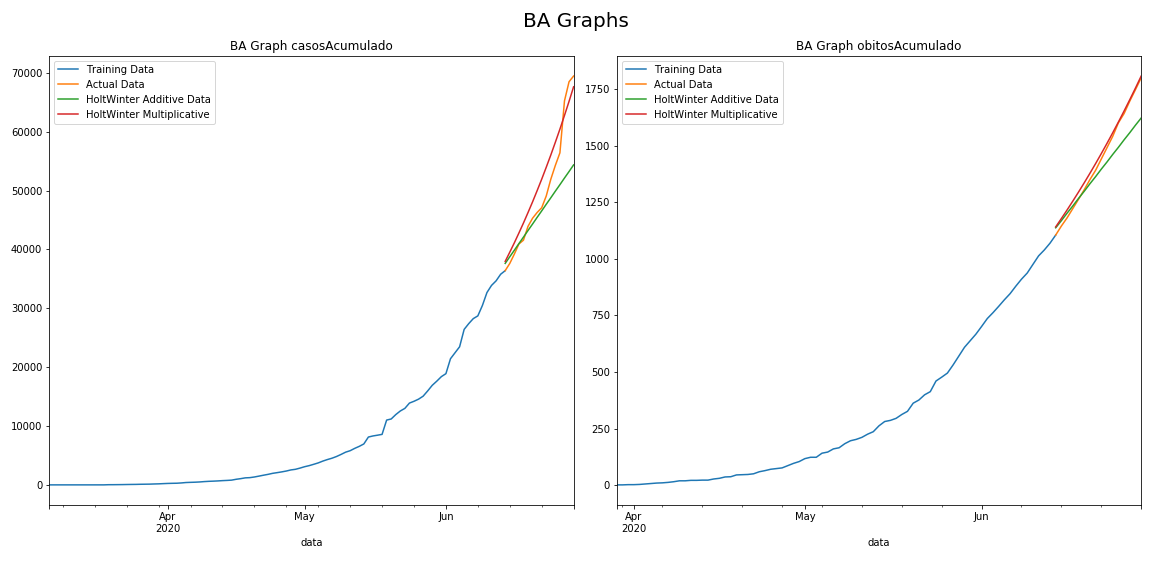 BA Graphs
BA Graph casosAcumulado
Training Data
Actual Data
HoltWinter Additive Data
HoltWinter Multiplicative
70000
60000
50000
40000
30000
20000
10000
0
Apr
2020
May
Jun
data
BA Graph obitosAcumulado
Training Data
Actual Data
HoltWinter Additive Data
HoltWinter Multiplicative
1750
1500
1250
1000
750
500
250
0
Apr
2020
May
Jun
data